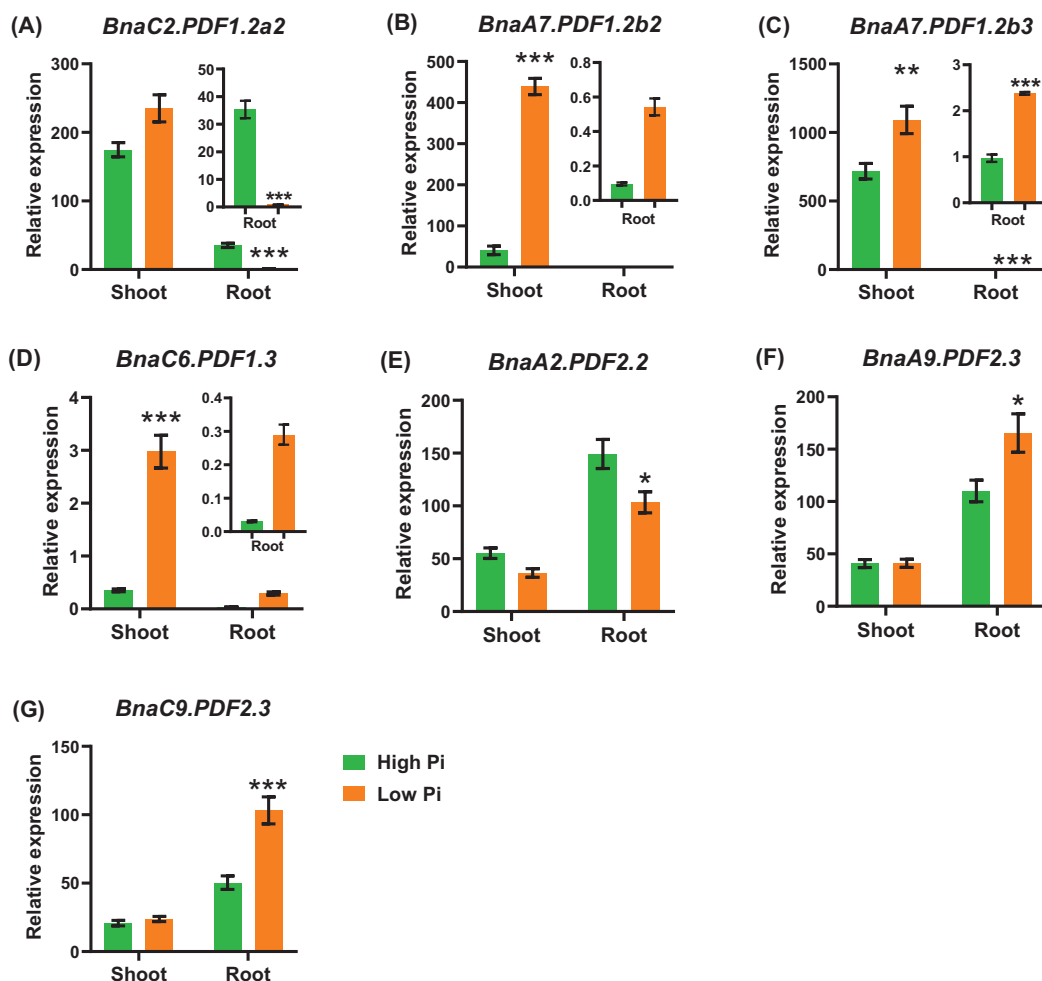 (A) BnaC2.PDF1.2a2
Relative expression
300
200
100
0
Shoot
Root
***
50
40
30
20
10
0
***
Root
(B) BnaA7.PDF1.2b2
Relative expression
500
400
300
200
100
0
***
Shoot
Root
0.8
0.6
0.4
0.2
0.0
Root
(C) BnaA7.PDF1.2b3
Relative expression
1500
1000
500
0
**
***
Shoot
Root
3
2
1
0
***
Root
(D) BnaC6.PDF1.3
Relative expression
4
3
2
1
0
***
Shoot
Root
0.4
0.3
0.2
0.1
0.0
Root
(E) BnaA2.PDF2.2
Relative expression
200
150
100
50
0
*
Shoot
Root
(F) BnaA9.PDF2.3
Relative expression
200
150
100
50
0
*
Shoot
Root
(G) BnaC9.PDF2.3
Relative expression
150
100
50
0
***
Shoot
Root
High Pi
Low Pi